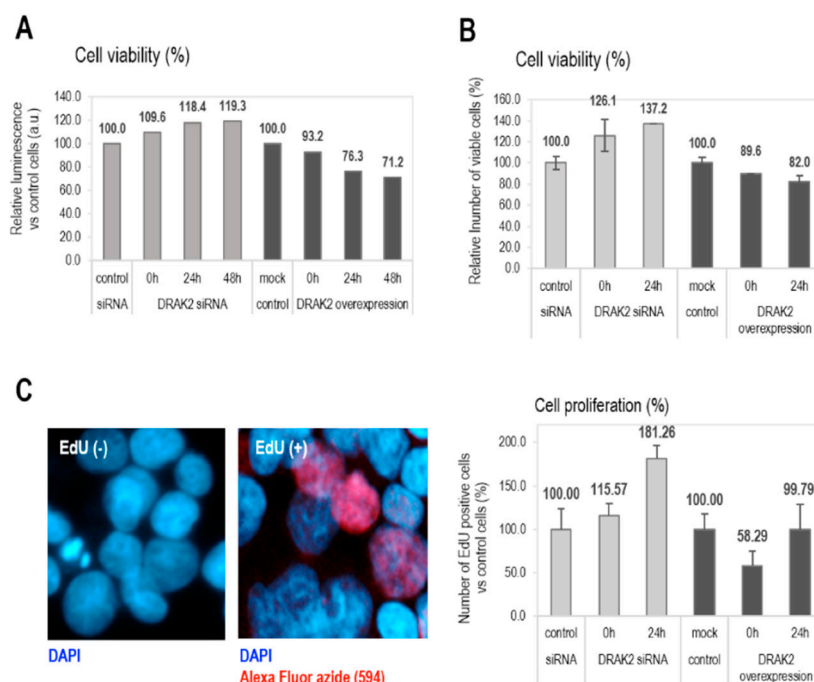 A
Cell viability (%)
Relative luminescence
vs control cells (a.u.)
140.0
120.0
100.0
80.0
60.0
40.0
20.0
0.0
100.0
109.6
118.4
119.3
100.0
93.2
76.3
71.2
control 0h 24h 48h mock 0h 24h 48h
siRNA DRAK2 siRNA control DRAK2 overexpression
B
Cell viability (%)
Relative lnumber of viable cells (%)
160.0
140.0
120.0
100.0
80.0
60.0
40.0
20.0
0.0
100.0
126.1
137.2
100.0
89.6
82.0
control 0h 24h mock 0h 24h
siRNA DRAK2 siRNA control DRAK2
overexpression
C
EdU (-)
DAPI
EdU (+)
DAPI
Alexa Fluor azide (594)
Cell proliferation (%)
Number of EdU positive cells
vs control cells (%)
200.0
150.0
100.0
50.0
0.0
100.00
115.57
181.26
100.00
58.29
99.79
control 0h 24h mock 0h 24h
siRNA DRAK2 siRNA control DRAK2
overexpression